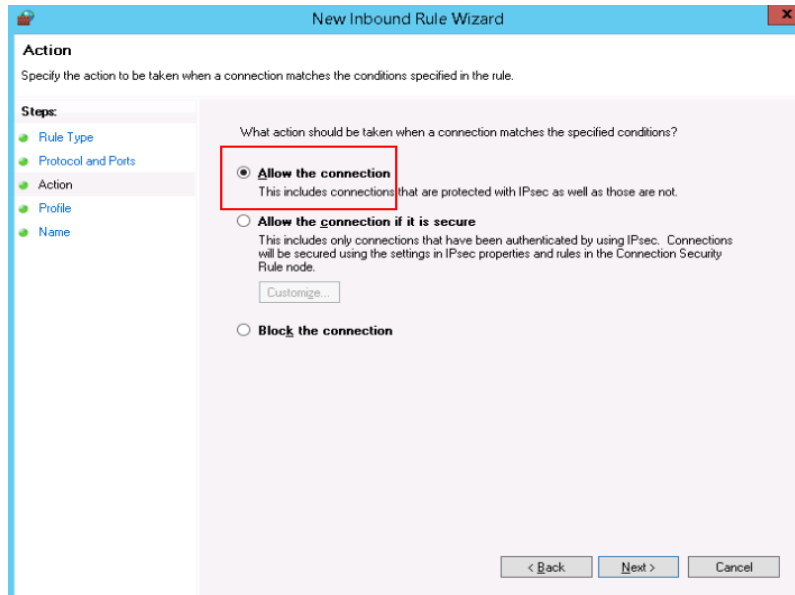 New Inbound Rule Wizard
x
Action
Specify the action to be taken when a connection matches the conditions specified in the rule.
Steps:
Rule Type
Protocol and Ports
Action
Profile
Name
What action should be taken when a connection matches the specified conditions?
Allow the connection
This includes connections that are protected with IPsec as well as those are not.
Allow the connection if it is secure
This includes only connections that have been authenticated by using IPsec. Connections
will be secured using the settings in IPsec properties and rules in the Connection Security
Rule node.
Customize...
Block the connection
< Back
Next >
Cancel